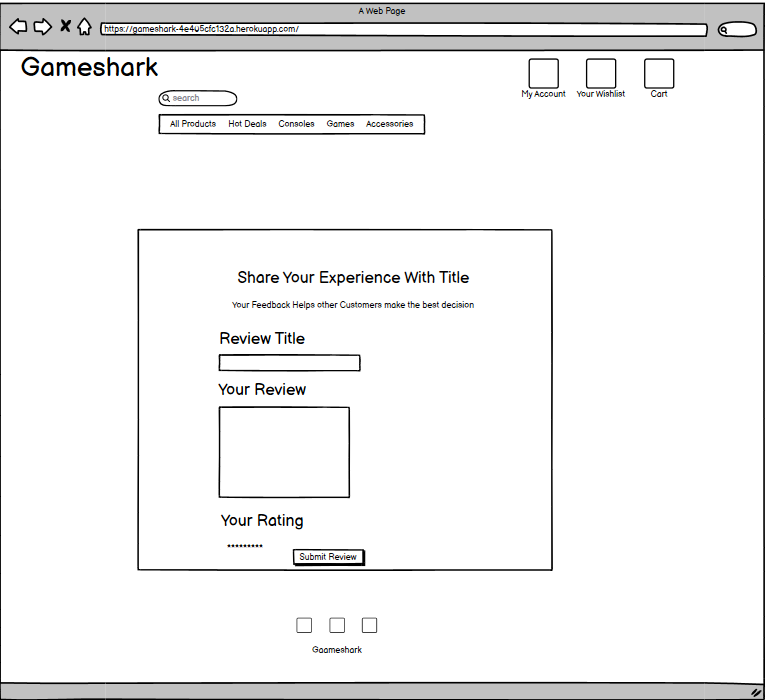 A Web Page
https://gameshark-4e405cfc132a.herokuapp.com/
Gameshark
My Account Your Wishlist Cart
search
All Products Hot Deals Consoles Games Accessories
Share Your Experience With Title
Your Feedback Helps other Customers make the best decision
Review Title
Your Review
Your Rating
*********
Submit Review
Gaameshark